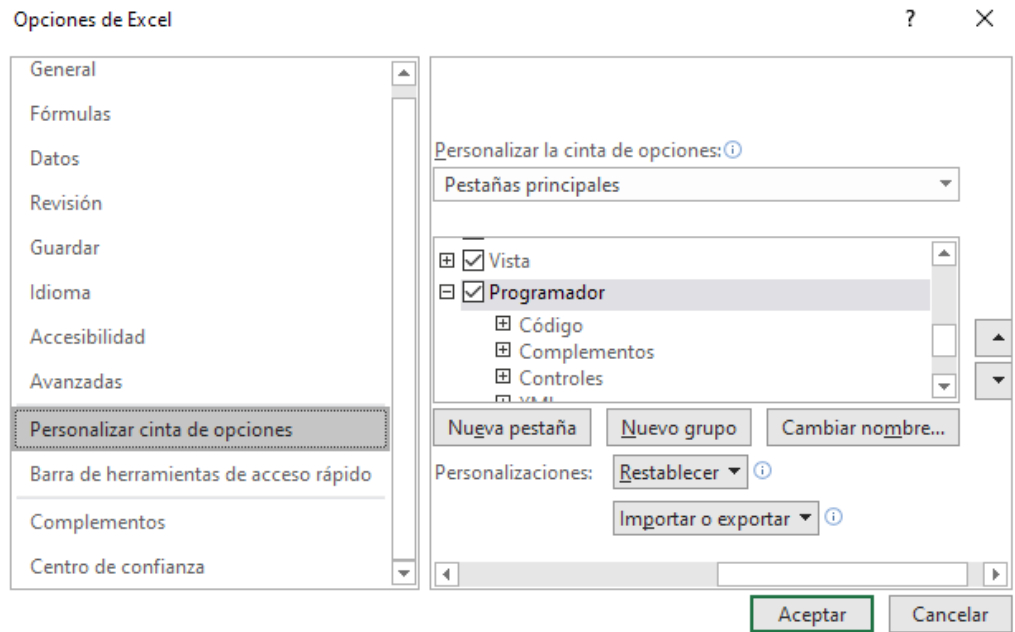 Opciones de Excel
?
General
Fórmulas
Datos
Revisión
Guardar
Idioma
Accesibilidad
Avanzadas
Personalizar cinta de opciones
Barra de herramientas de acceso rápido
Complementos
Centro de confianza
Personalizar la cinta de opciones:
Pestañas principales
Vista
Programador
Código
Complementos
Controles
XML
Nueva pestaña
Nuevo grupo
Cambiar nombre...
Personalizaciones:
Restablecer
Importar o exportar
Aceptar
Cancelar